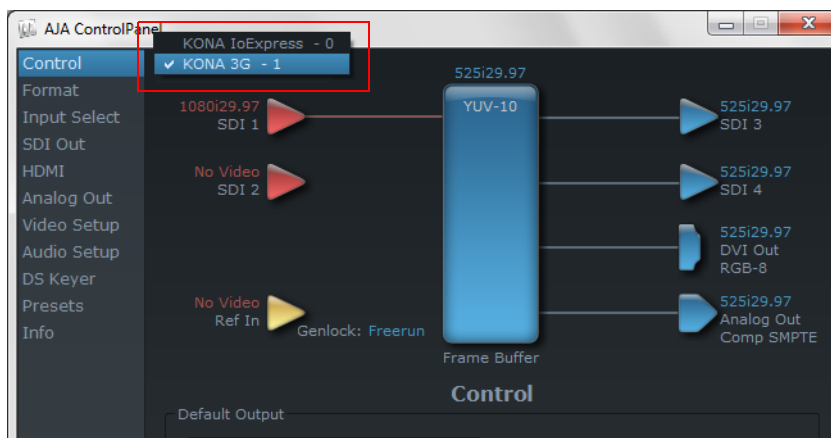 AJA ControlPanel
KONA IoExpress - 0
✓ KONA 3G - 1
Control
Format
Input Select
SDI Out
HDMI
Analog Out
Video Setup
Audio Setup
DS Keyer
Presets
Info
525i29.97
YUV-10
1080i29.97
SDI 1
No Video
SDI 2
No Video
Ref In
Genlock: Freerun
525i29.97
SDI 3
525i29.97
SDI 4
525i29.97
DVI Out
RGB-8
525i29.97
Analog Out
Comp SMPTE
Frame Buffer
Control
Default Output